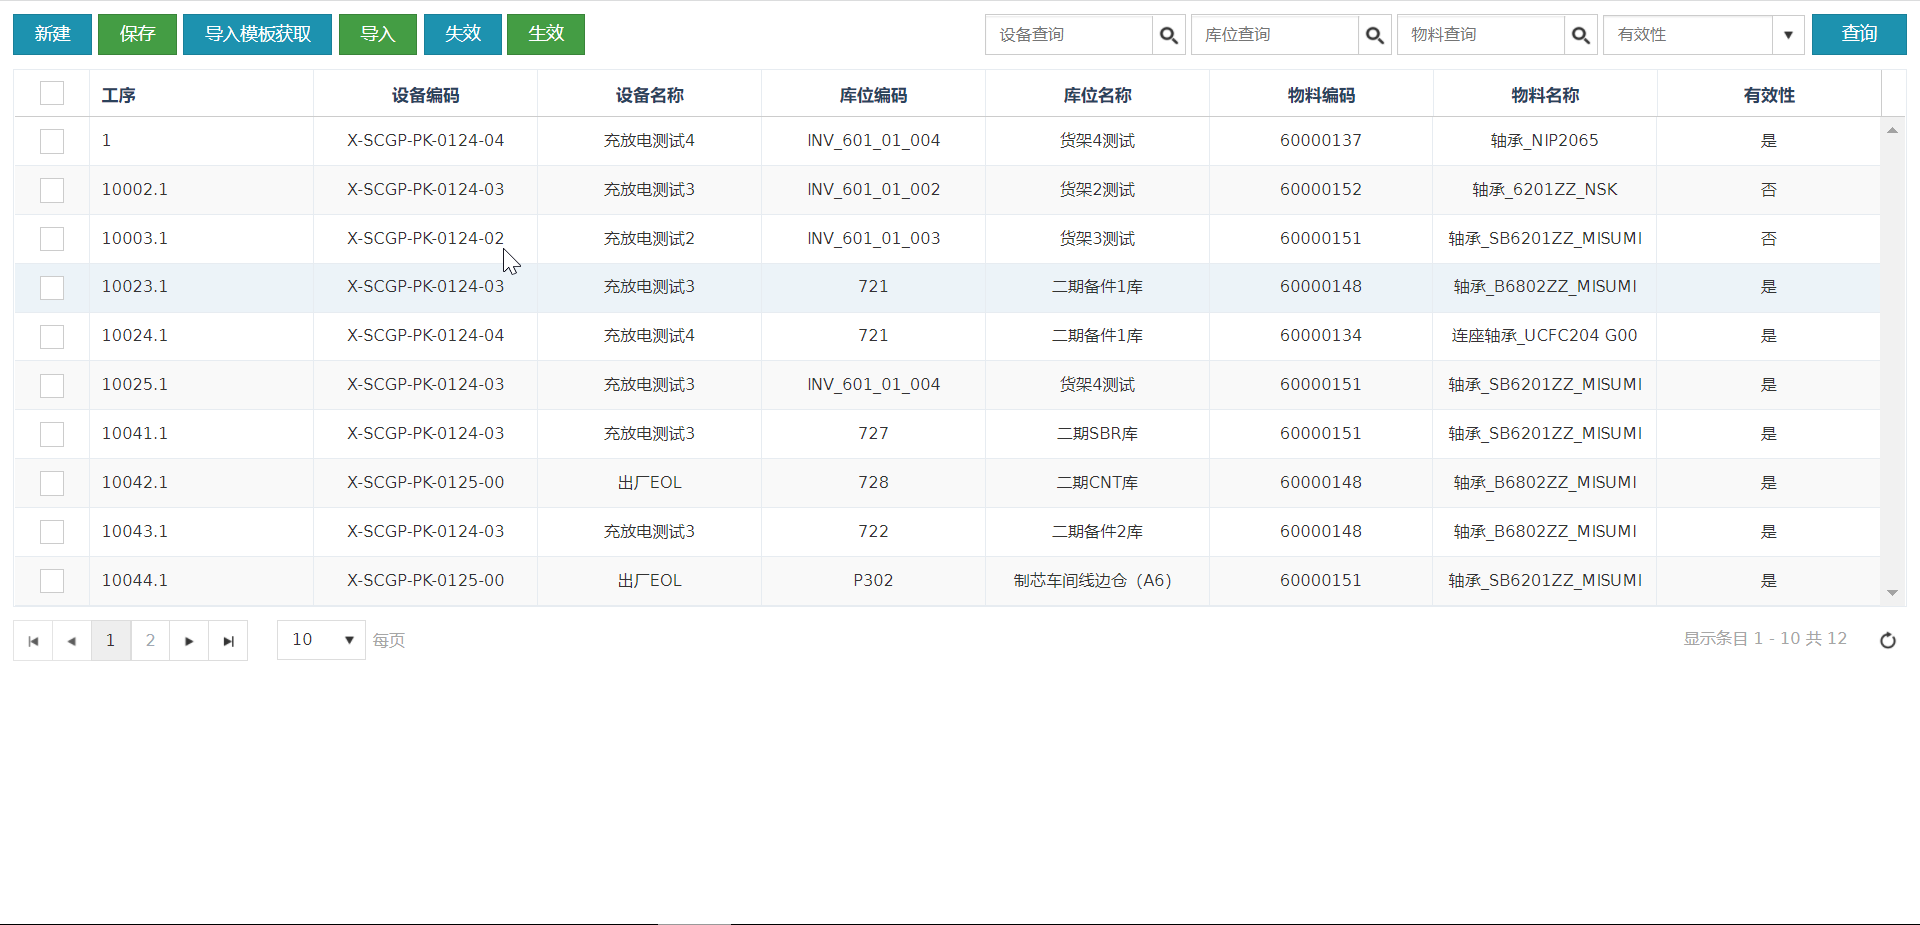 新建 保存 导入模板获取 导入 失效 生效 设备查询 库位查询 物料查询 有效性 查询
工序 设备编码 设备名称 库位编码 库位名称 物料编码 物料名称 有效性
1 X-SCGP-PK-0124-04 充放电测试4 INV_601_01_004 货架4测试 60000137 轴承_NIP2065 是
10002.1 X-SCGP-PK-0124-03 充放电测试3 INV_601_01_002 货架2测试 60000152 轴承_6201ZZ_NSK 否
10003.1 X-SCGP-PK-0124-02 充放电测试2 INV_601_01_003 货架3测试 60000151 轴承_SB6201ZZ_MISUMI 否
10023.1 X-SCGP-PK-0124-03 充放电测试3 721 二期备件1库 60000148 轴承_B6802ZZ_MISUMI 是
10024.1 X-SCGP-PK-0124-04 充放电测试4 721 二期备件1库 60000134 连座轴承_UCFC204 G00 是
10025.1 X-SCGP-PK-0124-03 充放电测试3 INV_601_01_004 货架4测试 60000151 轴承_SB6201ZZ_MISUMI 是
10041.1 X-SCGP-PK-0124-03 充放电测试3 727 二期SBR库 60000151 轴承_SB6201ZZ_MISUMI 是
10042.1 X-SCGP-PK-0125-00 出厂EOL 728 二期CNT库 60000148 轴承_B6802ZZ_MISUMI 是
10043.1 X-SCGP-PK-0124-03 充放电测试3 722 二期备件2库 60000148 轴承_B6802ZZ_MISUMI 是
10044.1 X-SCGP-PK-0125-00 出厂EOL P302 制芯车间线边仓（A6） 60000151 轴承_SB6201ZZ_MISUMI 是
1 2 10 每页 显示条目 1 - 10 共 12